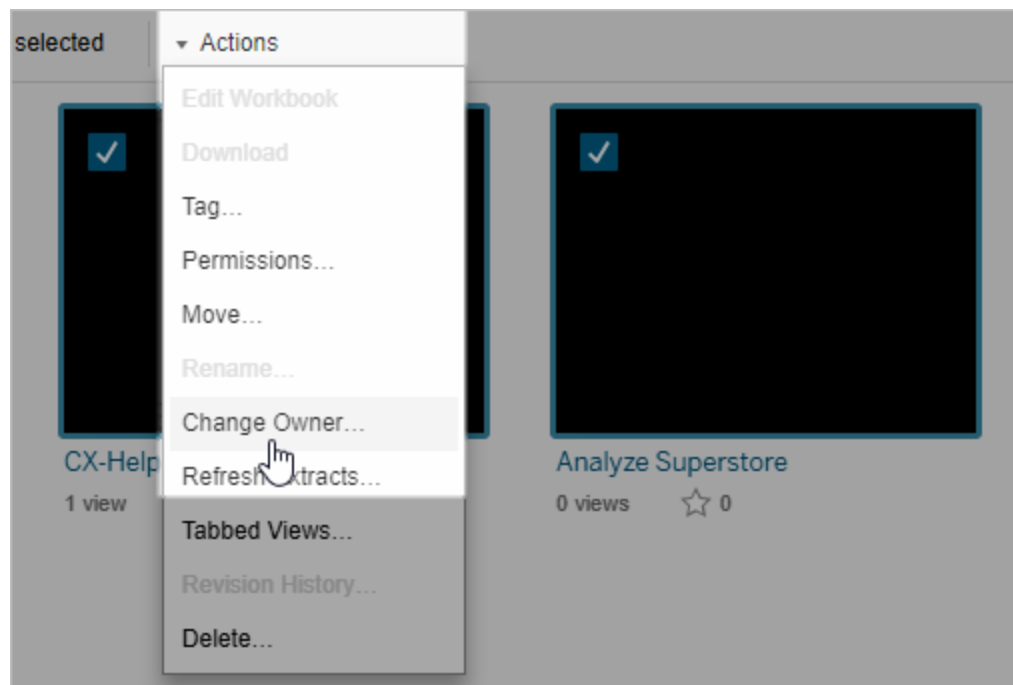 selected
Actions
Edit Workbook
Download
Tag...
Permissions...
Move...
Rename...
Change Owner...
Refresh
Tabbed Views...
Revision History...
Delete...
CX-Help
1 view
Analyze Superstore
0 views 0